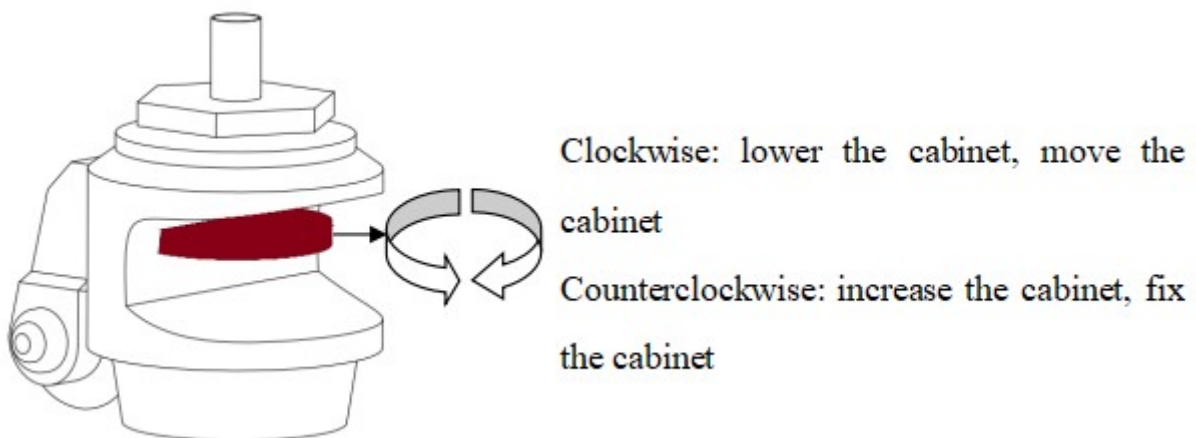 Clockwise: lower the cabinet, move the
cabinet
Counterclockwise: increase the cabinet, fix
the cabinet